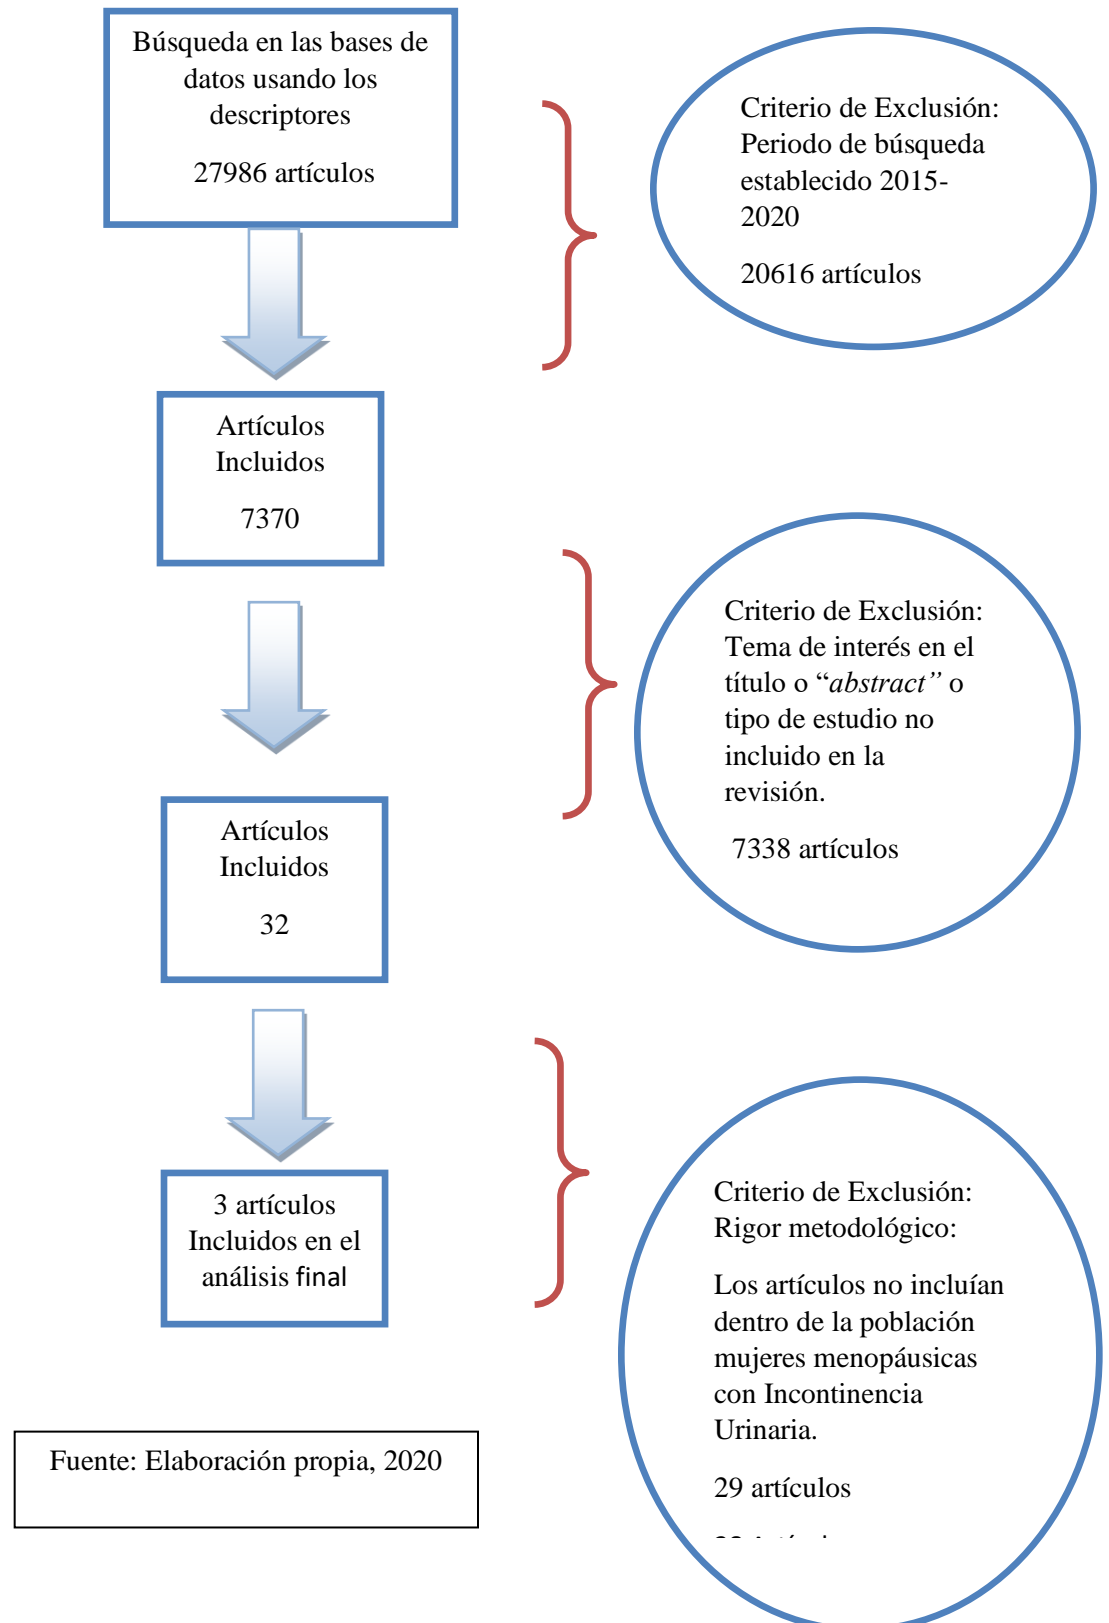 Búsqueda en las bases de
datos usando los
descriptores
27986 artículos
Criterio de Exclusión:
Periodo de búsqueda
establecido 2015-
2020
20616 artículos
Artículos
Incluidos
7370
Criterio de Exclusión:
Tema de interés en el
título o “abstract” o
tipo de estudio no
incluido en la
revisión.
7338 artículos
Artículos
Incluidos
32
3 artículos
Incluidos en el
análisis final
Criterio de Exclusión:
Rigor metodológico:
Los artículos no incluían
dentro de la población
mujeres menopáusicas
con Incontinencia
Urinaria.
29 artículos
Fuente: Elaboración propia, 2020